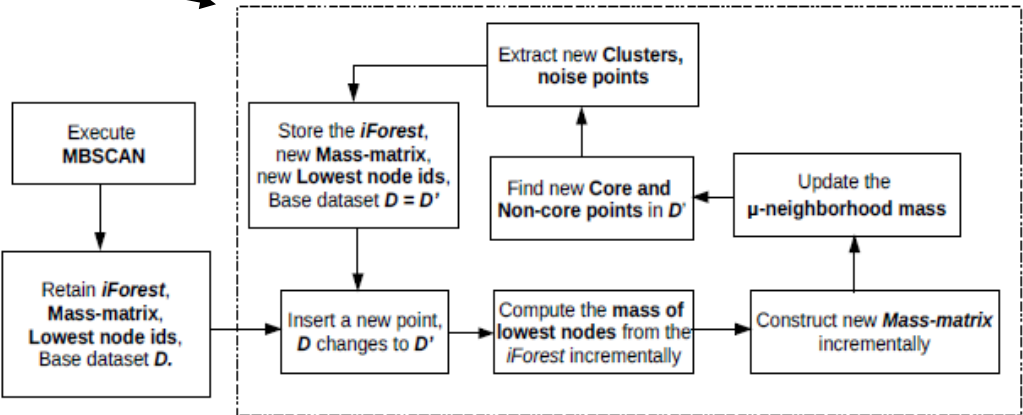 Execute
MBSCAN
Retain iForest,
Mass-matrix,
Lowest node ids,
Base dataset D.
Insert a new point,
D changes to D’
Compute the mass of
lowest nodes from the
iForest incrementally
Construct new Mass-matrix
incrementally
Update the
µ-neighborhood mass
Find new Core and
Non-core points in D'
Extract new Clusters,
noise points
Store the iForest,
new Mass-matrix,
new Lowest node ids,
Base dataset D = D’